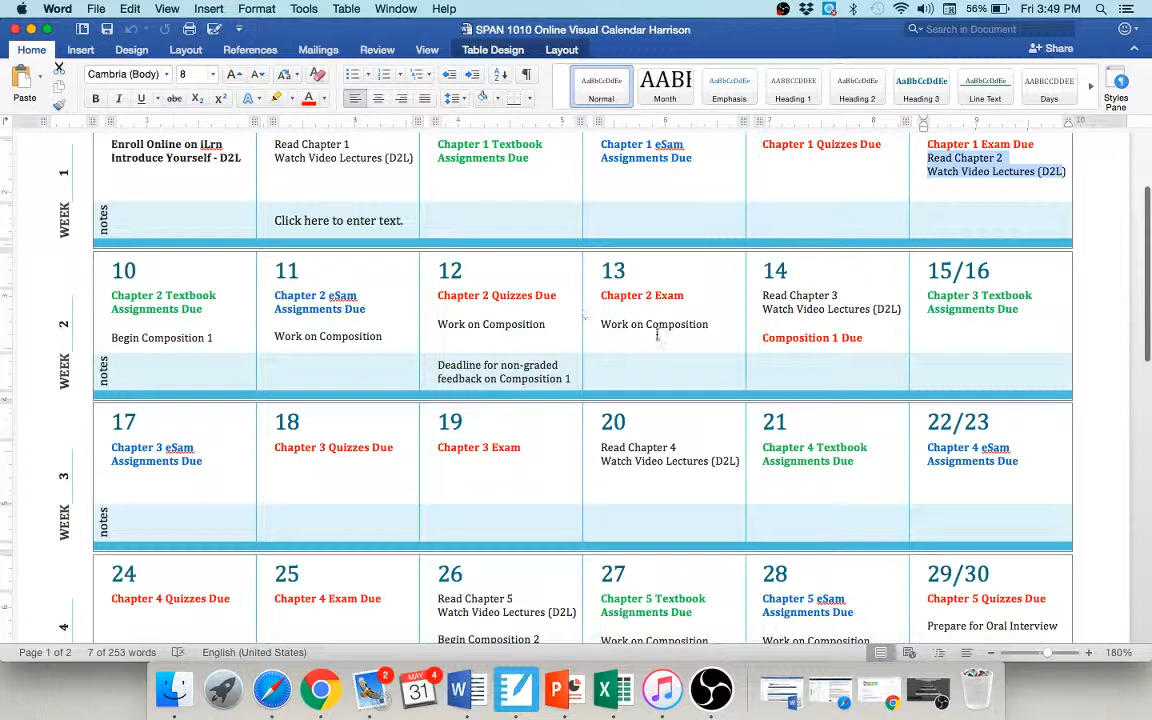 Word File Edit View Insert Format Tools Table Window Help 56% Fri 3:49 PM
SPAN 1010 Online Visual Calendar Harrison
Search in Document
Home Insert Design Layout References Mailings Review View Table Design Layout
Share
Paste
Cambria (Body)
8
AaBbCcDdEe
Normal
AABI
Month
AaBbCcDdEe
Emphasis
AABBCCDDEE
Heading 1
AaBbCcDdEe
Heading 2
AaBbCcDdEe
Heading 3
AaBbCcDdEe
Line Text
AABBCCDDEE
Days
Styles
Pane
WEEK 1
Enroll Online on iLrn
Introduce Yourself - D2L
Read Chapter 1
Watch Video Lectures (D2L)
Chapter 1 Textbook
Assignments Due
Chapter 1 eSam
Assignments Due
Chapter 1 Quizzes Due
Chapter 1 Exam Due
Read Chapter 2
Watch Video Lectures (D2L)
notes
Click here to enter text.
WEEK 2
10
Chapter 2 Textbook
Assignments Due
Begin Composition 1
11
Chapter 2 eSam
Assignments Due
Work on Composition
12
Chapter 2 Quizzes Due
Work on Composition
13
Chapter 2 Exam
Work on Composition
14
Read Chapter 3
Watch Video Lectures (D2L)
Composition 1 Due
15/16
Chapter 3 Textbook
Assignments Due
notes
Deadline for non-graded
feedback on Composition 1
WEEK 3
17
Chapter 3 eSam
Assignments Due
18
Chapter 3 Quizzes Due
19
Chapter 3 Exam
20
Read Chapter 4
Watch Video Lectures (D2L)
21
Chapter 4 Textbook
Assignments Due
22/23
Chapter 4 eSam
Assignments Due
notes
4
24
Chapter 4 Quizzes Due
25
Chapter 4 Exam Due
26
Read Chapter 5
Watch Video Lectures (D2L)
Begin Composition 2
27
Chapter 5 Textbook
Assignments Due
Work on Composition
28
Chapter 5 eSam
Assignments Due
Work on Composition
29/30
Chapter 5 Quizzes Due
Prepare for Oral Interview
Page 1 of 2 7 of 253 words English (United States) 180%
2
MAY
31
4